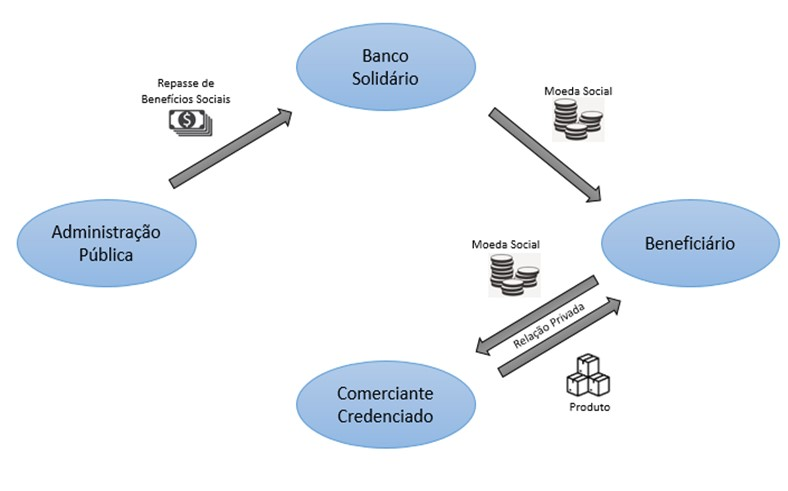 Banco
Solidário
Repasse de
Benefícios Sociais
$
Moeda Social
Administração
Pública
Beneficiário
Moeda Social
Relação Privada
Comerciante
Credenciado
Produto